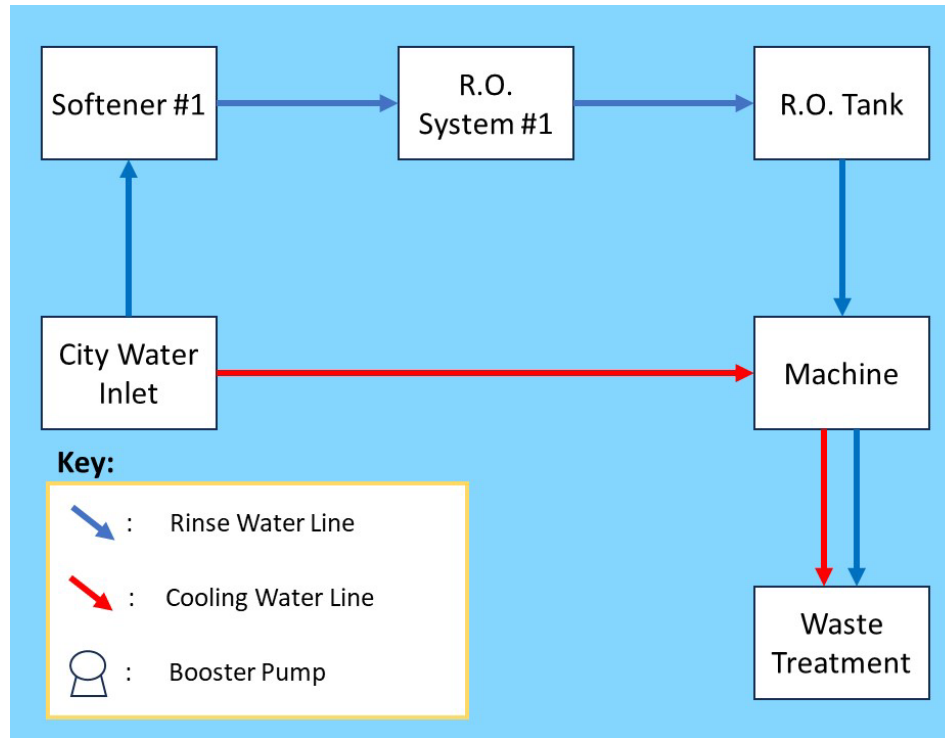 Softener #1
R.O.
System #1
R.O. Tank
City Water
Inlet
Machine
Key:
: Rinse Water Line
: Cooling Water Line
: Booster Pump
Waste
Treatment